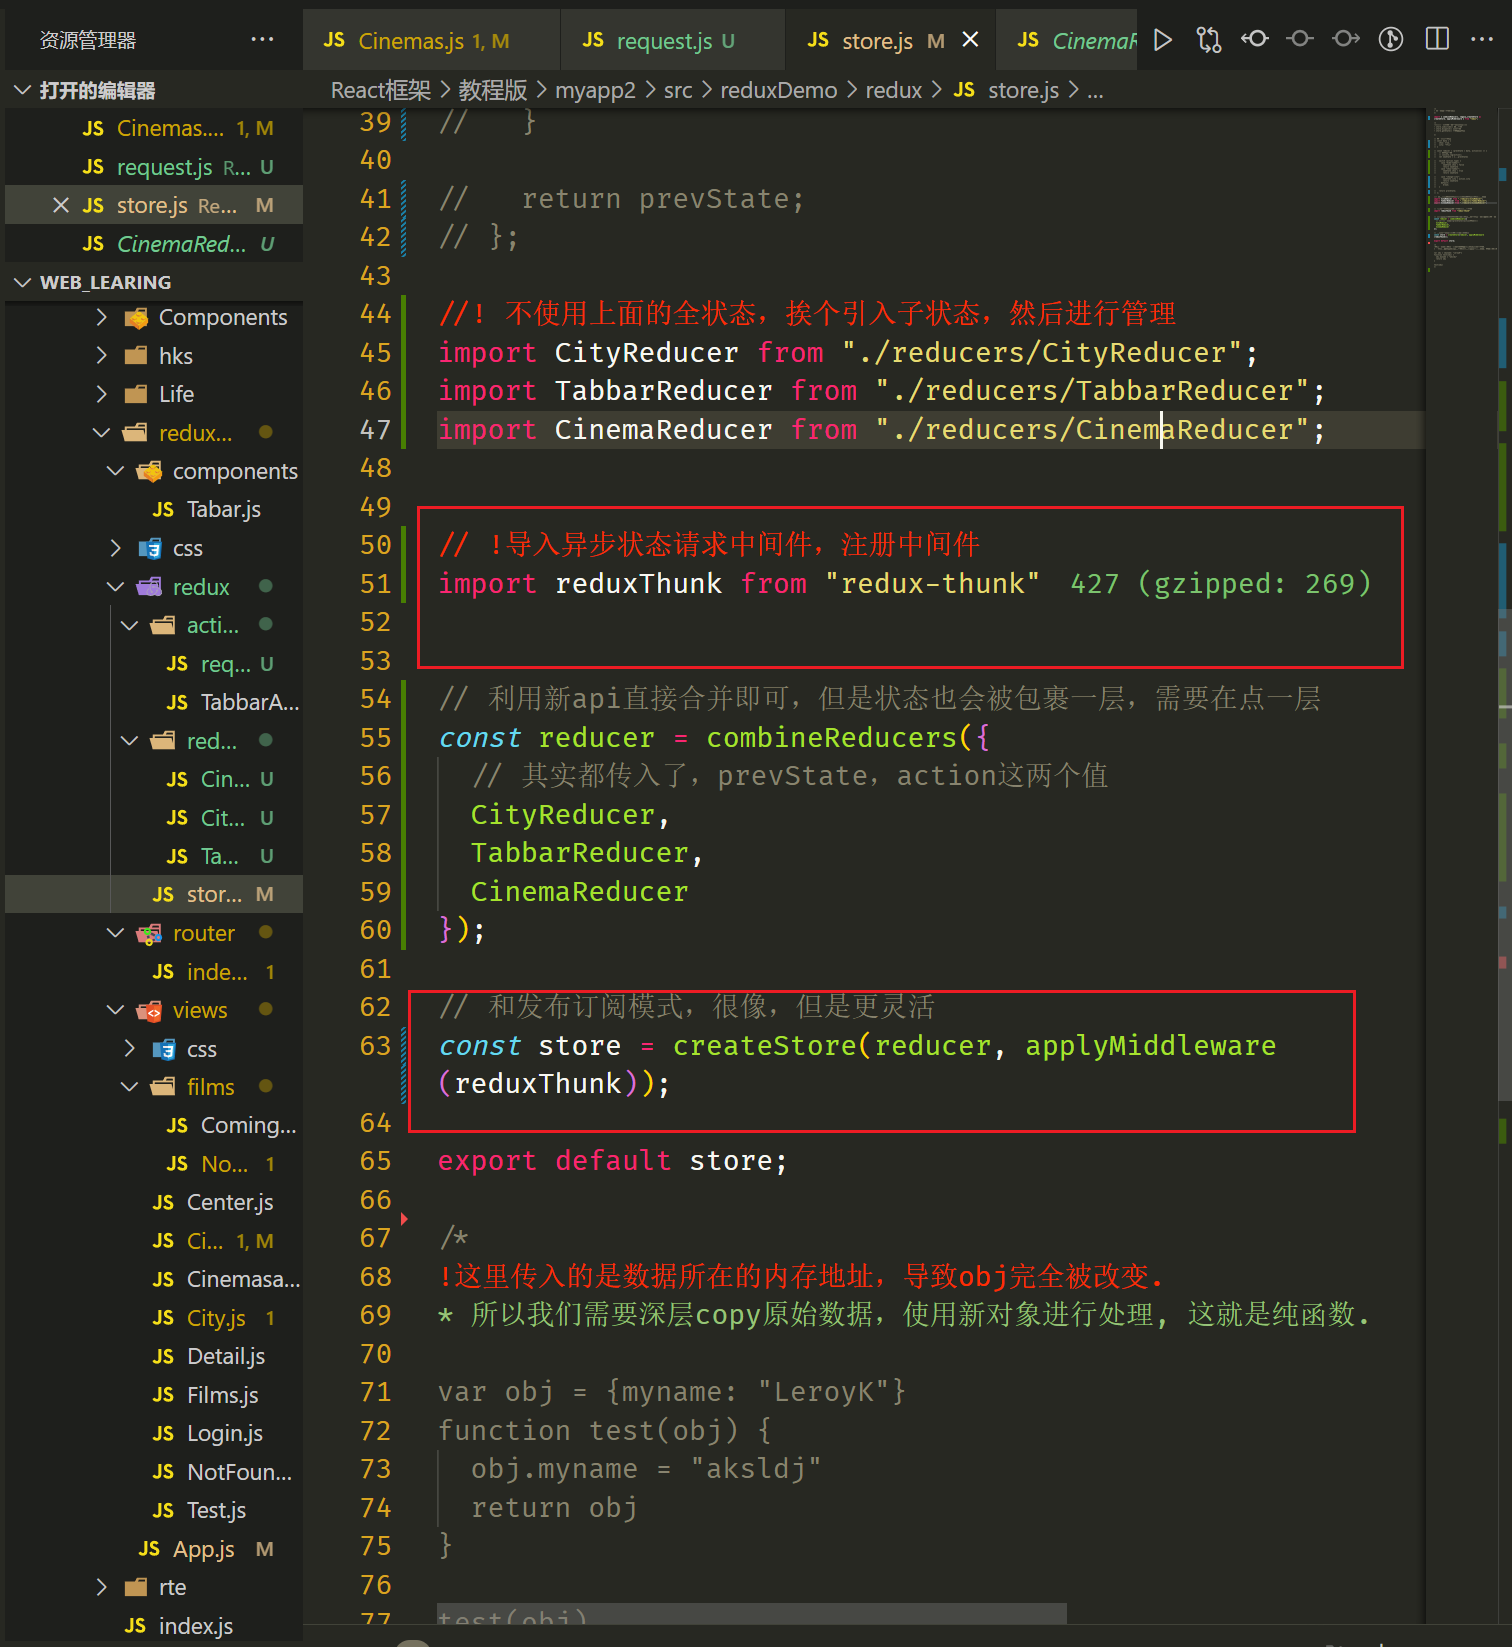 资源管理器 ···
JS Cinemas.js 1, M
JS request.js U
JS store.js M
JS CinemaR
···
打开的编辑器
JS Cinemas.... 1, M
JS request.js R... U
JS store.js Re... M
JS CinemaRed... U
WEB_LEARING
Components
hks
Life
redux...
components
JS Tabar.js
css
redux
acti...
JS req... U
JS TabbarA...
red...
JS Cin... U
JS Cit... U
JS Ta... U
JS stor... M
router
JS inde... 1
views
css
films
JS Coming...
JS No... 1
JS Center.js
JS Ci... 1, M
JS Cinemasa...
JS City.js 1
JS Detail.js
JS Films.js
JS Login.js
JS NotFoun...
JS Test.js
JS App.js M
rte
JS index.js
React框架 > 教程版 > myapp2 > src > reduxDemo > redux > JS store.js > ...
39 //   }
40
41 //   return prevState;
42 // };
43
44 //! 不使用上面的全状态，挨个引入子状态，然后进行管理
45 import CityReducer from "./reducers/CityReducer";
46 import TabbarReducer from "./reducers/TabbarReducer";
47 import CinemaReducer from "./reducers/CinemaReducer";
48
49
50 // !导入异步状态请求中间件，注册中间件
51 import reduxThunk from "redux-thunk" 427 (gzipped: 269)
52
53
54 // 利用新api直接合并即可，但是状态也会被包裹一层，需要在点一层
55 const reducer = combineReducers({
56   // 其实都传入了，prevState，action这两个值
57   CityReducer,
58   TabbarReducer,
59   CinemaReducer
60 });
61
62 // 和发布订阅模式，很像，但是更灵活
63 const store = createStore(reducer, applyMiddleware
(reduxThunk));
64
65 export default store;
66
67 /*
68 !这里传入的是数据所在的内存地址，导致obj完全被改变.
69 * 所以我们需要深层copy原始数据，使用新对象进行处理, 这就是纯函数.
70
71 var obj = {myname: "LeroyK"}
72 function test(obj) {
73   obj.myname = "aksldj"
74   return obj
75 }
76
77 test(obj)